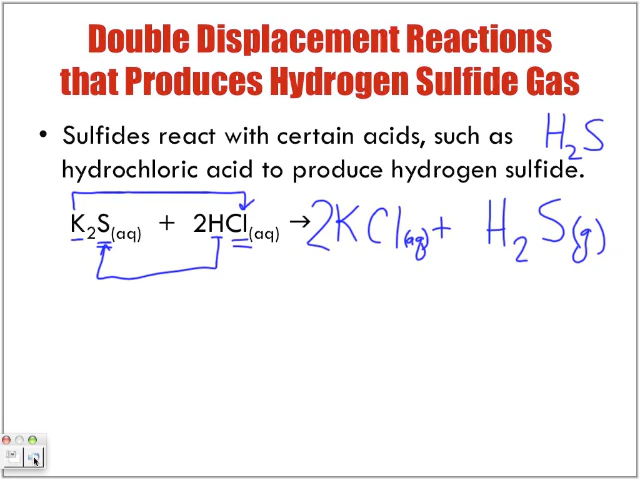 Double Displacement Reactions
that Produces Hydrogen Sulfide Gas
• Sulfides react with certain acids, such as H₂S
hydrochloric acid to produce hydrogen sulfide.
K₂S(aq) + 2HCl(aq) → 2KCl(aq) + H₂S(g)